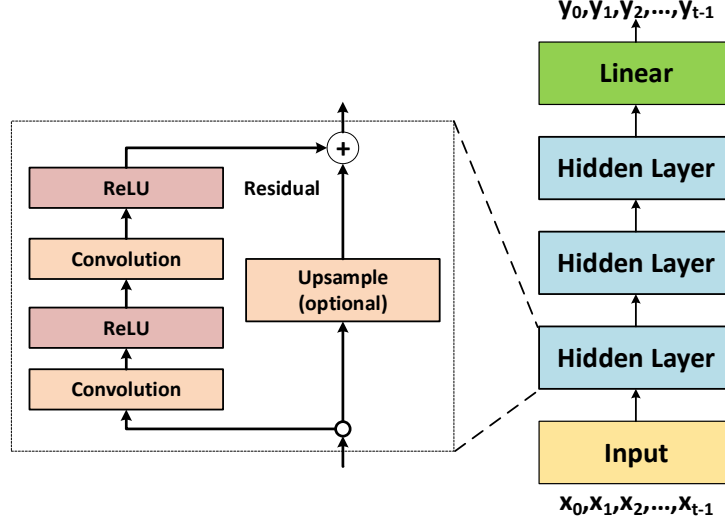 y0,y1,y2,...,yt-1
Linear
Hidden Layer
Hidden Layer
Hidden Layer
Input
x0,x1,x2,...,xt-1
ReLU
Residual
Convolution
Upsample
(optional)
ReLU
Convolution
+